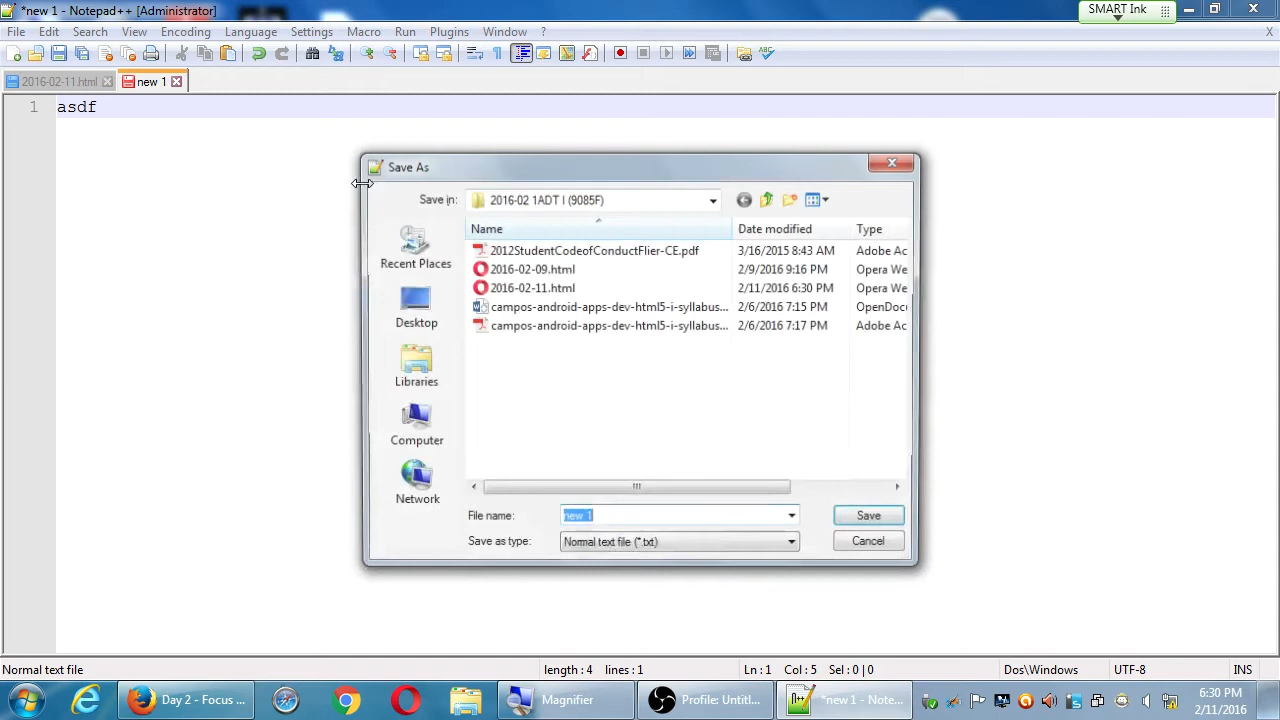 *new 1 - Notepad++ [Administrator]
SMART Ink
File Edit Search View Encoding Language Settings Macro Run Plugins Window ?
X
2016-02-11.html new 1
1 asdf
Save As
Save in: 2016-02 1ADT I (9085F)
Name Date modified Type
2012StudentCodeofConductFlier-CE.pdf 3/16/2015 8:43 AM Adobe Ac
2016-02-09.html 2/9/2016 9:16 PM Opera We
2016-02-11.html 2/11/2016 6:30 PM Opera We
campos-android-apps-dev-html5-i-syllabus... 2/6/2016 7:15 PM OpenDoc
campos-android-apps-dev-html5-i-syllabus... 2/6/2016 7:17 PM Adobe Ac
Recent Places
Desktop
Libraries
Computer
Network
File name: new 1 Save
Save as type: Normal text file (*.txt) Cancel
Normal text file length : 4 lines : 1 Ln : 1 Col : 5 Sel : 0 | 0 Dos\Windows UTF-8 INS
Day 2 - Focus ... Magnifier Profile: Untitl... *new 1 - Note...
6:30 PM
2/11/2016